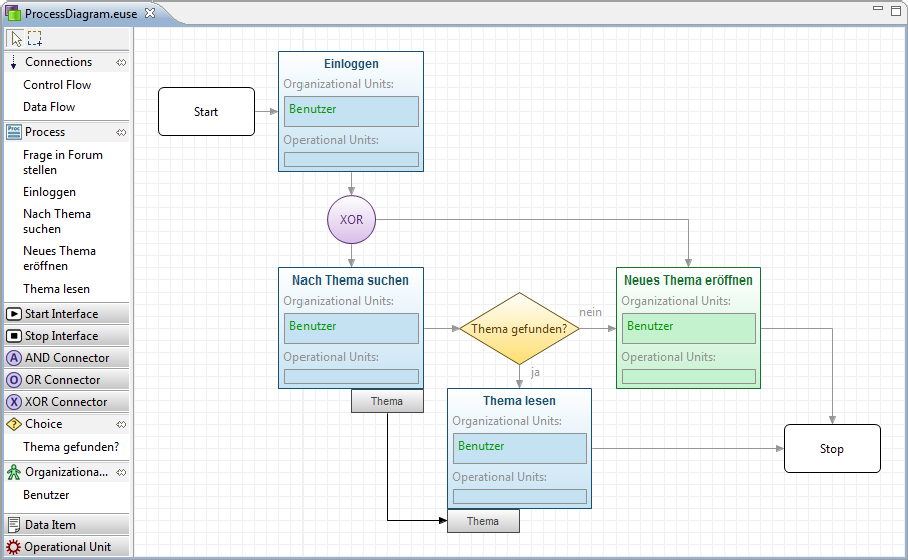 ProcessDiagram.euse
Connections
Control Flow
Data Flow
Proc
Process
Frage in Forum
stellen
Einloggen
Nach Thema
suchen
Neues Thema
eröffnen
Thema lesen
Start Interface
Stop Interface
A AND Connector
O OR Connector
X XOR Connector
? Choice
Thema gefunden?
Organizationa...
Benutzer
Data Item
Operational Unit
Start
Einloggen
Organizational Units:
Benutzer
Operational Units:
XOR
Nach Thema suchen
Organizational Units:
Benutzer
Operational Units:
Thema
Thema gefunden?
nein
ja
Neues Thema eröffnen
Organizational Units:
Benutzer
Operational Units:
Thema lesen
Organizational Units:
Benutzer
Operational Units:
Thema
Stop